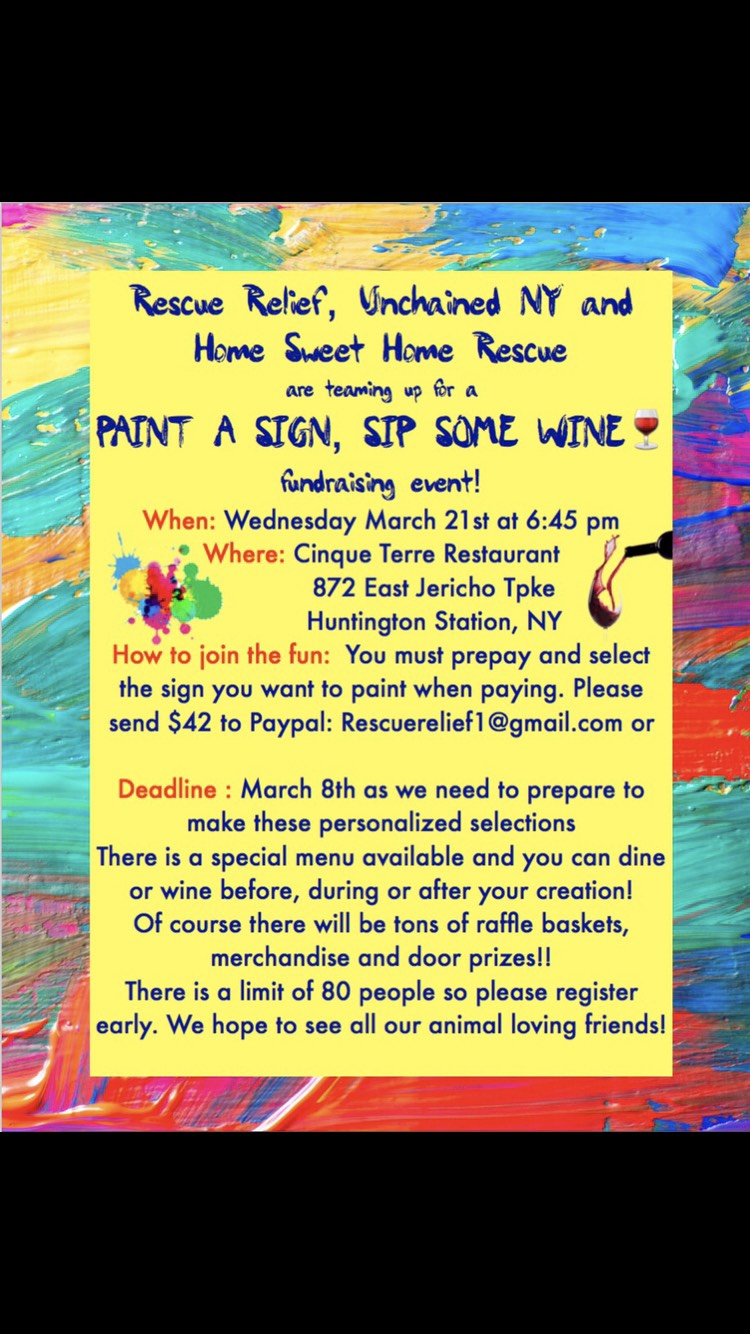 Rescue Relief, Unchained NY and
Home Sweet Home Rescue
are teaming up for a
PAINT A SIGN, SIP SOME WINE🍷
fundraising event!
When: Wednesday March 21st at 6:45 pm
Where: Cinque Terre Restaurant
872 East Jericho Tpke
Huntington Station, NY
How to join the fun: You must prepay and select
the sign you want to paint when paying. Please
send $42 to Paypal: Rescuerelief1@gmail.com or
Deadline : March 8th as we need to prepare to
make these personalized selections
There is a special menu available and you can dine
or wine before, during or after your creation!
Of course there will be tons of raffle baskets,
merchandise and door prizes!!
There is a limit of 80 people so please register
early. We hope to see all our animal loving friends!